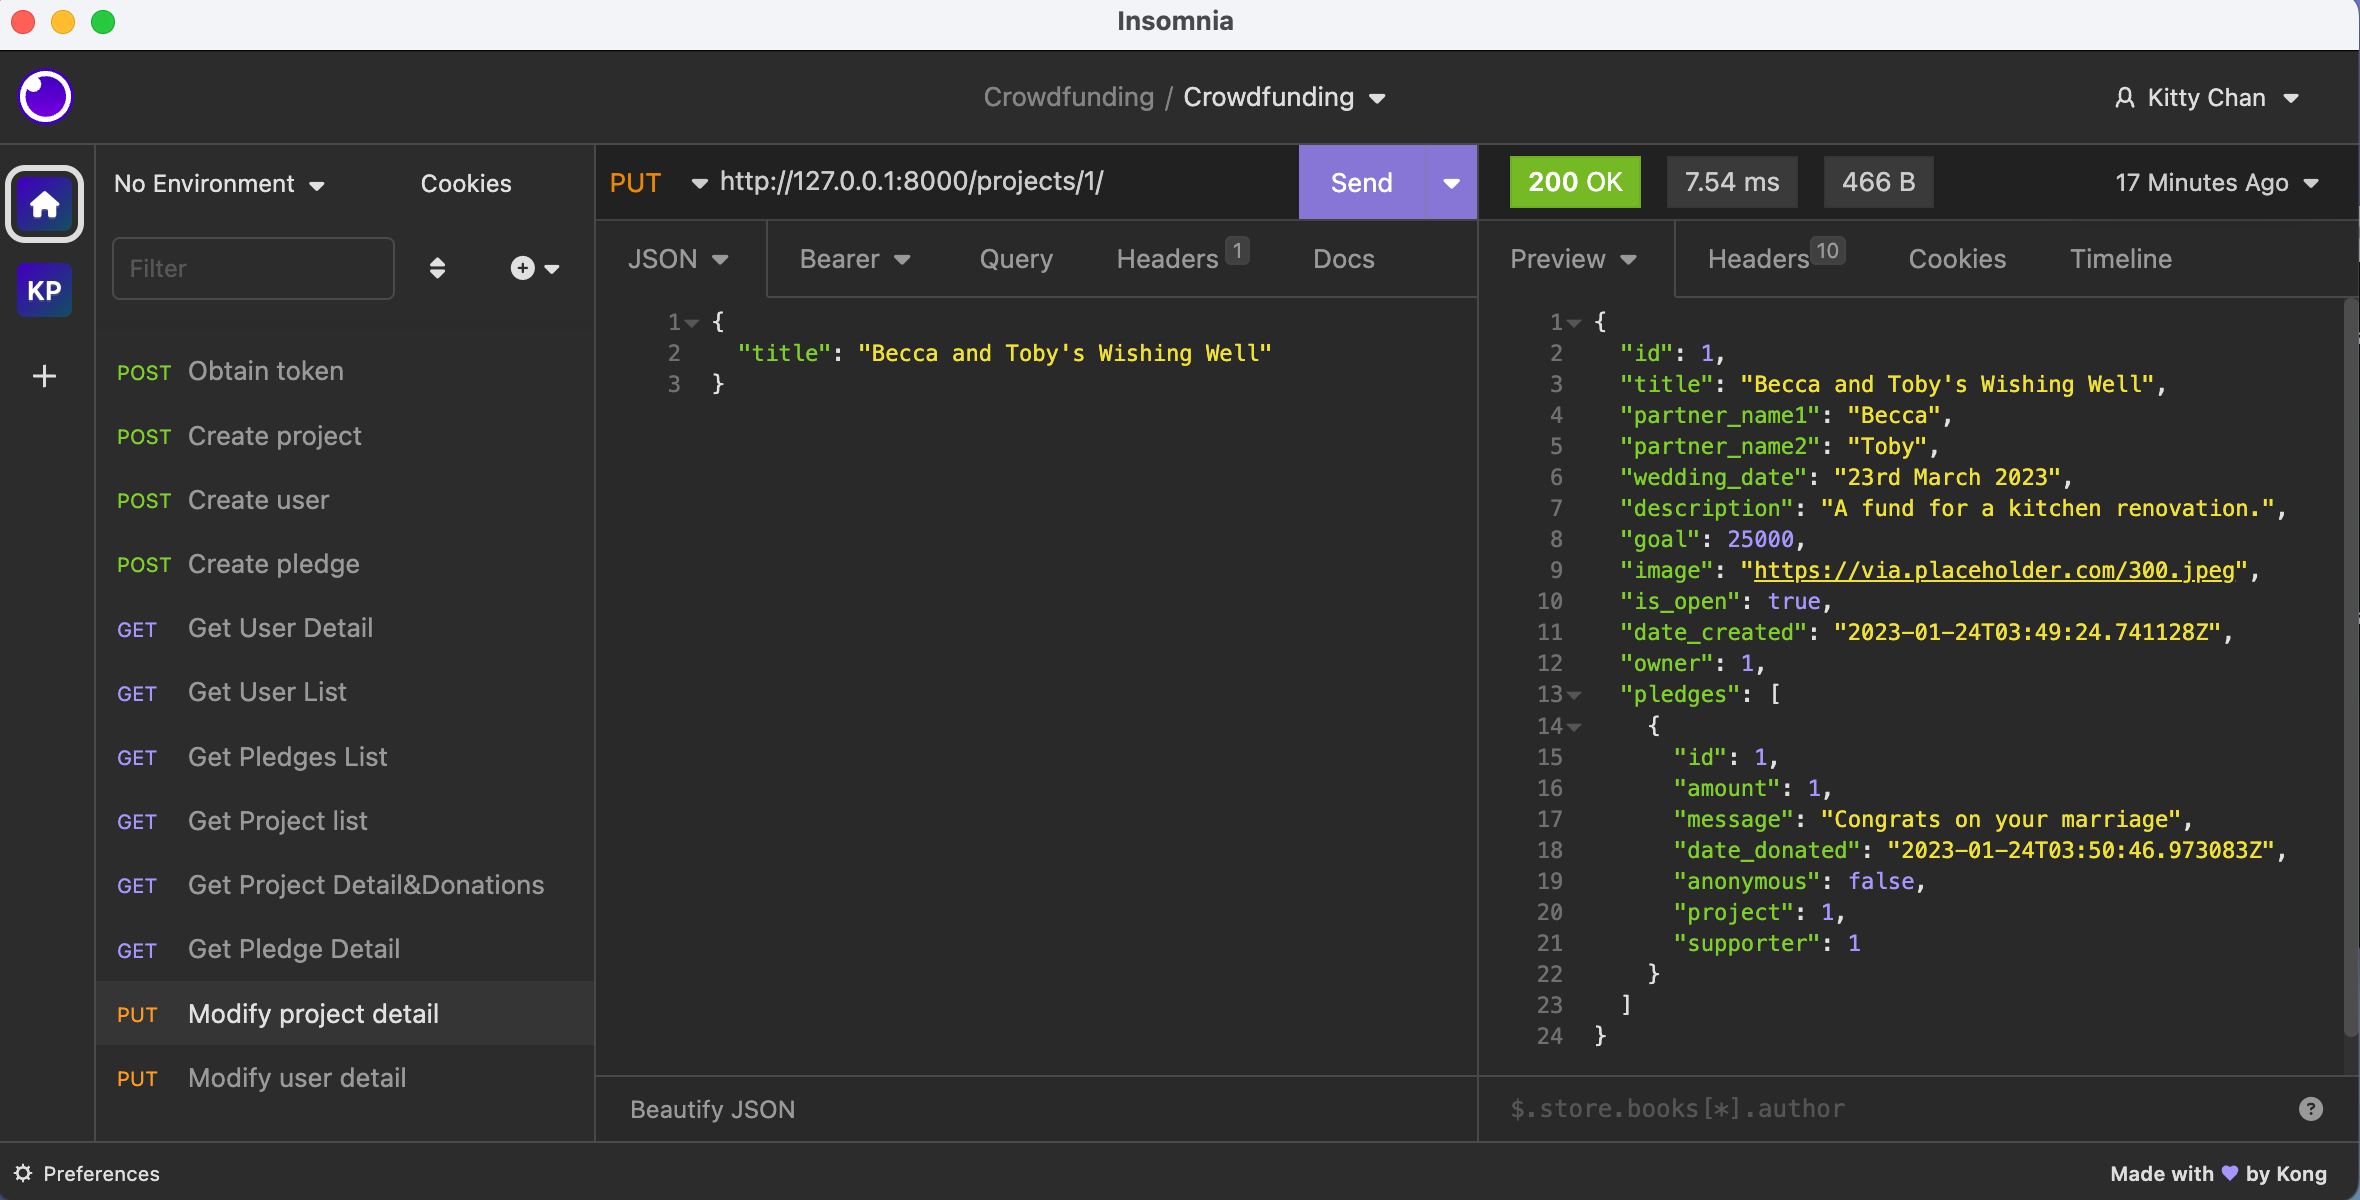 Insomnia
Crowdfunding / Crowdfunding
Kitty Chan
No Environment
Cookies
Filter
KP
POST Obtain token
POST Create project
POST Create user
POST Create pledge
GET Get User Detail
GET Get User List
GET Get Pledges List
GET Get Project list
GET Get Project Detail&Donations
GET Get Pledge Detail
PUT Modify project detail
PUT Modify user detail
PUT http://127.0.0.1:8000/projects/1/ Send
JSON Bearer Query Headers 1 Docs
1 {
2 "title": "Becca and Toby's Wishing Well"
3 }
Beautify JSON
200 OK 7.54 ms 466 B 17 Minutes Ago
Preview Headers 10 Cookies Timeline
1 {
2 "id": 1,
3 "title": "Becca and Toby's Wishing Well",
4 "partner_name1": "Becca",
5 "partner_name2": "Toby",
6 "wedding_date": "23rd March 2023",
7 "description": "A fund for a kitchen renovation.",
8 "goal": 25000,
9 "image": "https://via.placeholder.com/300.jpeg",
10 "is_open": true,
11 "date_created": "2023-01-24T03:49:24.741128Z",
12 "owner": 1,
13 "pledges": [
14 {
15 "id": 1,
16 "amount": 1,
17 "message": "Congrats on your marriage",
18 "date_donated": "2023-01-24T03:50:46.973083Z",
19 "anonymous": false,
20 "project": 1,
21 "supporter": 1
22 }
23 ]
24 }
$.store.books[*].author
?
Preferences
Made with 💜 by Kong